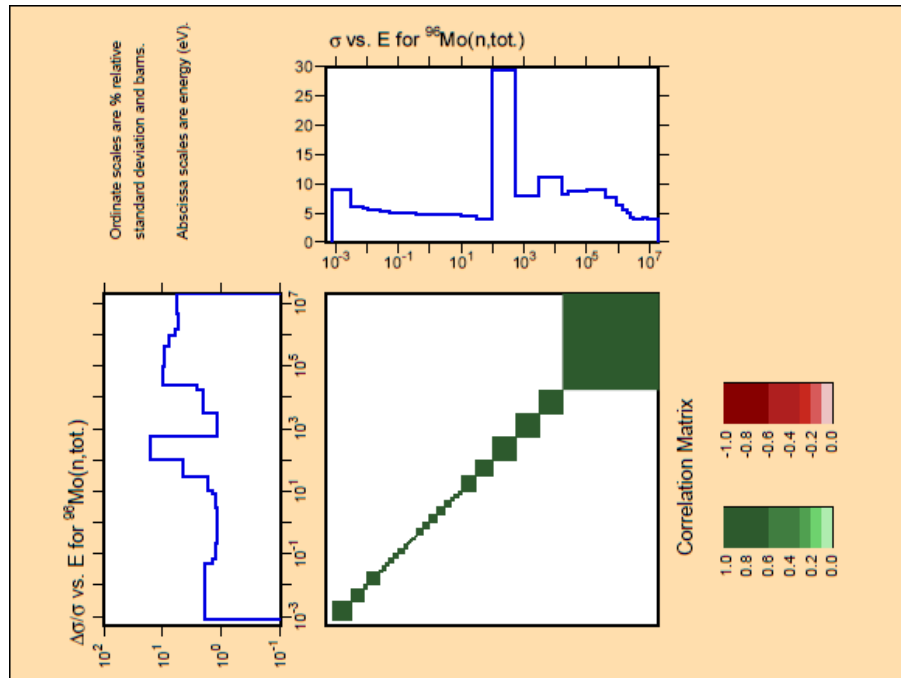 Ordinate scales are % relative
standard deviation and barns.
Abscissa scales are energy (eV).
σ vs. E for ⁹⁶Mo(n,tot.)
30
25
20
15
10
5
0
10⁻³ 10⁻¹ 10¹ 10³ 10⁵ 10⁷
Δσ/σ vs. E for ⁹⁶Mo(n,tot.)
10⁻³ 10⁻¹ 10¹ 10³ 10⁵ 10⁷
10² 10¹ 10⁰ 10⁻¹
Correlation Matrix
-1.0 -0.8 -0.6 -0.4 -0.2 0.0
1.0 0.8 0.6 0.4 0.2 0.0